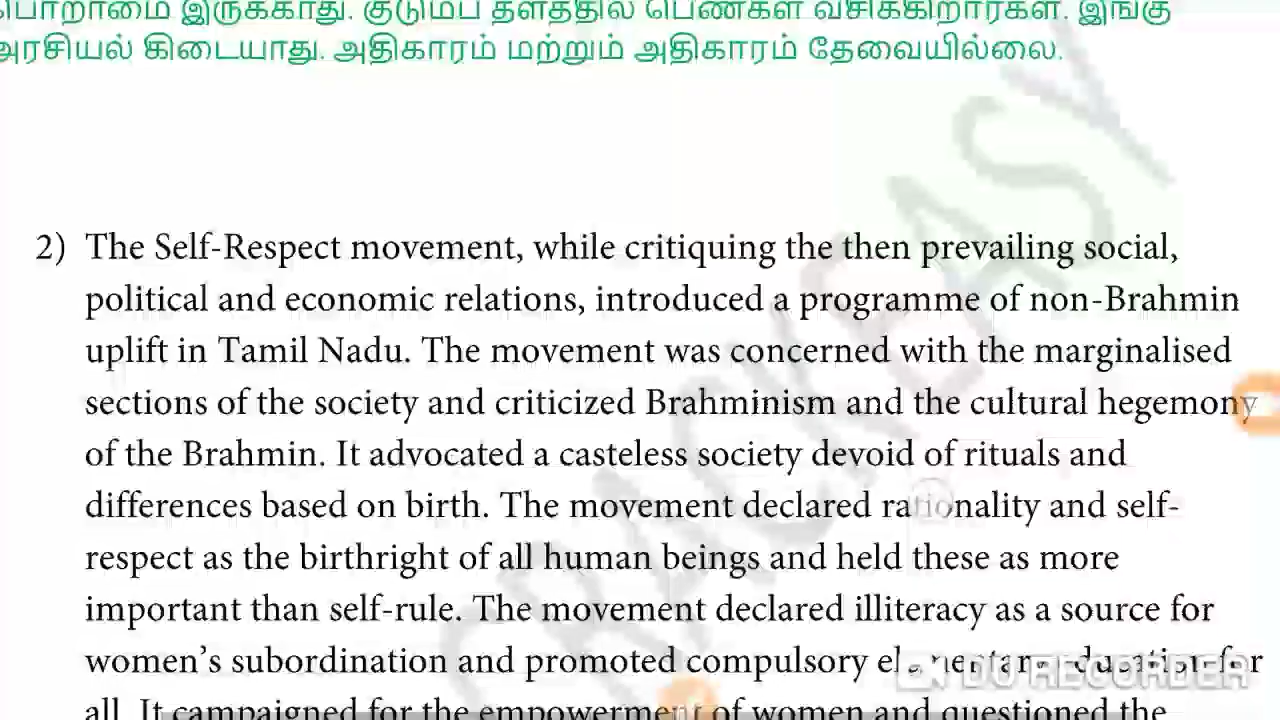 பொறாமை இருக்காது. குடும்ப தளத்தில் பெண்கள் வசிக்கிறார்கள். இங்கு
அரசியல் கிடையாது. அதிகாரம் மற்றும் அதிகாரம் தேவையில்லை.
2) The Self-Respect movement, while critiquing the then prevailing social,
political and economic relations, introduced a programme of non-Brahmin
uplift in Tamil Nadu. The movement was concerned with the marginalised
sections of the society and criticized Brahminism and the cultural hegemony
of the Brahmin. It advocated a casteless society devoid of rituals and
differences based on birth. The movement declared rationality and self-
respect as the birthright of all human beings and held these as more
important than self-rule. The movement declared illiteracy as a source for
women's subordination and promoted compulsory elementary education for
all. It campaigned for the empowerment of women and questioned the
CRACK EASY
DU RECORDER